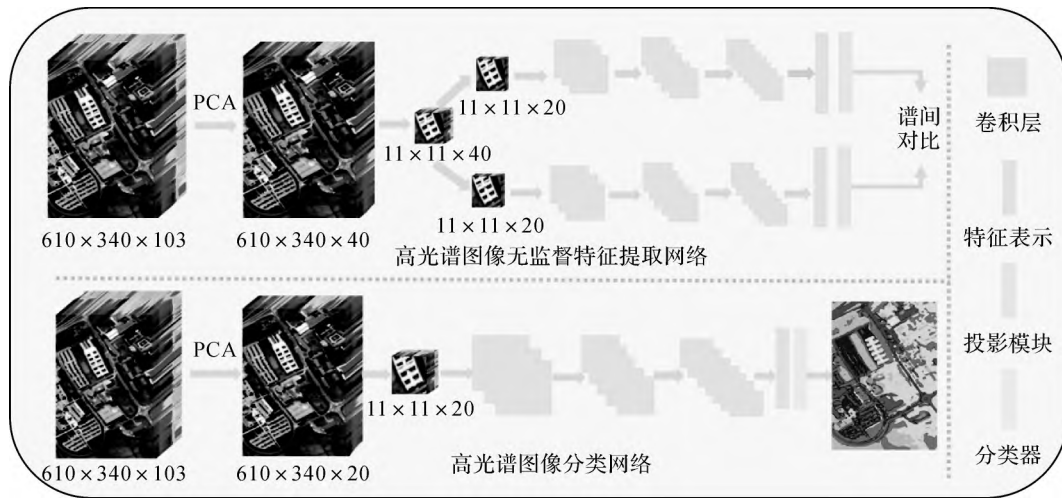 PCA
11×11×20
11×11×40
11×11×20
谱间
对比
610×340×103
610×340×40
高光谱图像无监督特征提取网络
PCA
11×11×20
610×340×103
610×340×20
高光谱图像分类网络
卷积层
特征表示
投影模块
分类器